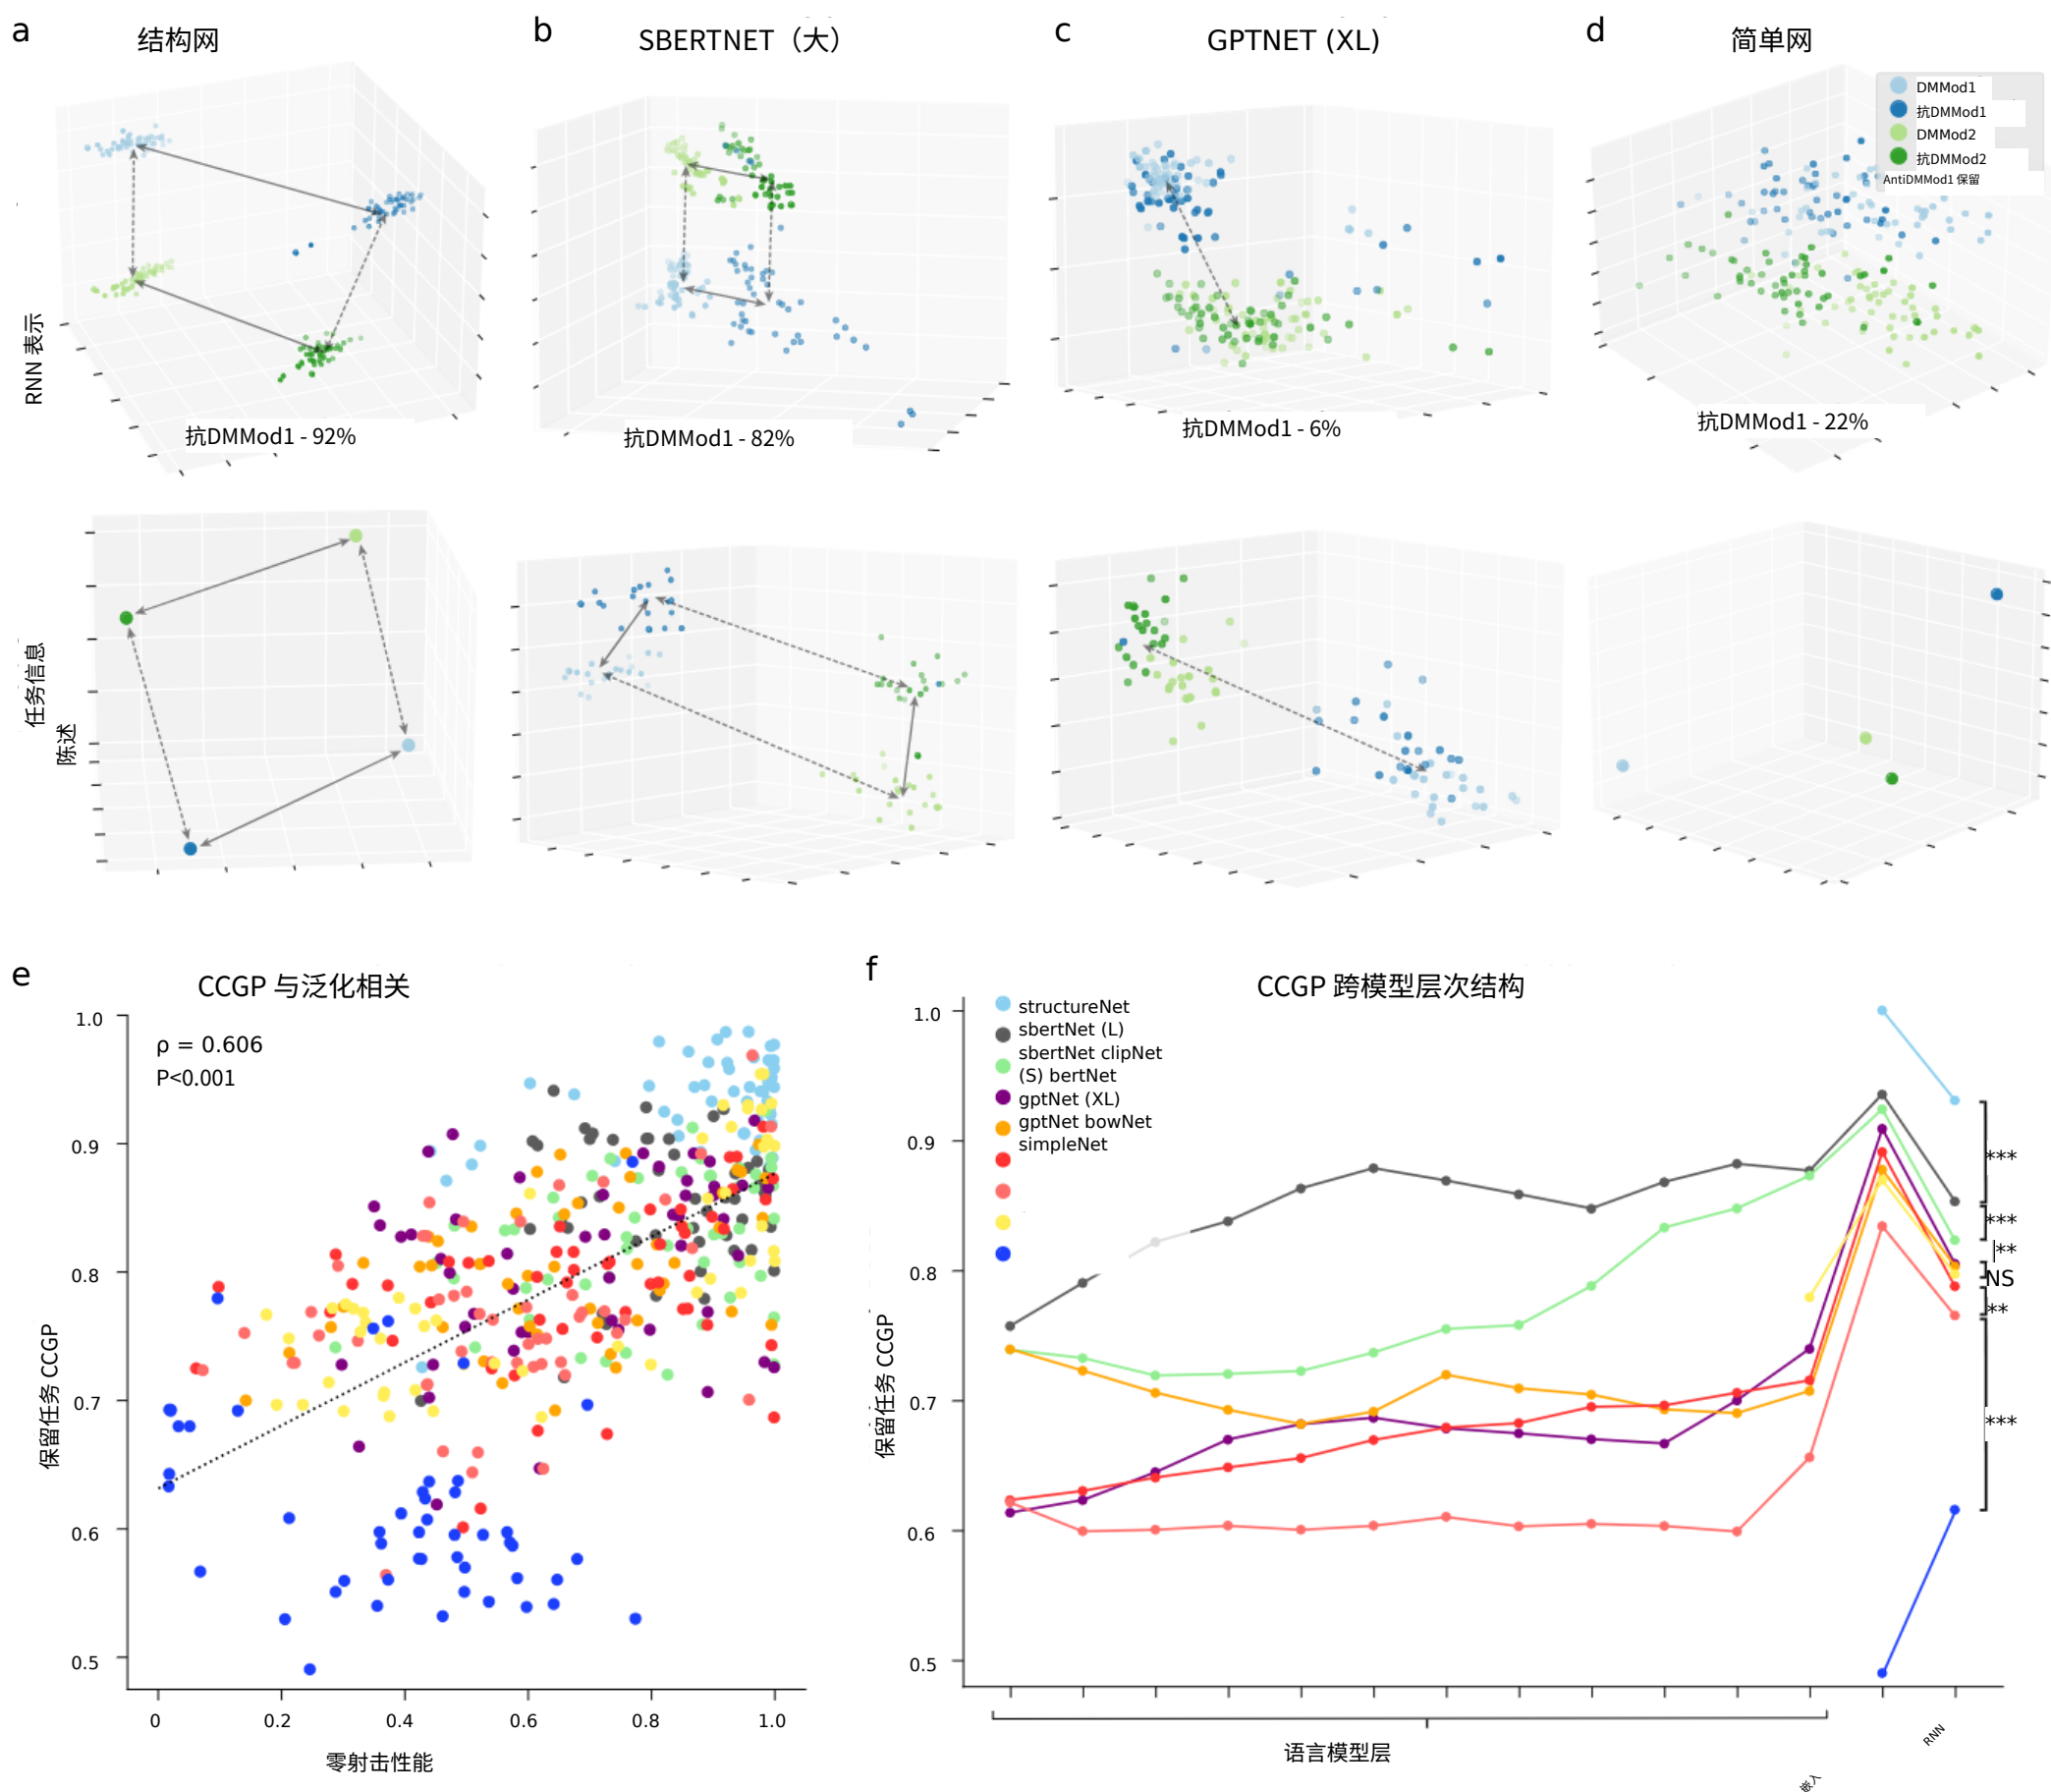 a
结构网
b
SBERTNET（大）
c
GPTNET (XL)
d
简单网
DMMod1
抗DMMod1
DMMod2
抗DMMod2
AntiDMMod1 保留
RNN 表示
抗DMMod1 - 92%
抗DMMod1 - 82%
抗DMMod1 - 6%
抗DMMod1 - 22%
任务信息
陈述
e
CCGP 与泛化相关
ρ = 0.606
P<0.001
1.0
0.9
0.8
0.7
0.6
0.5
保留任务 CCGP
0
0.2
0.4
0.6
0.8
1.0
零射击性能
f
CCGP 跨模型层次结构
structureNet
sbertNet (L)
sbertNet clipNet
(S) bertNet
gptNet (XL)
gptNet bowNet
simpleNet
1.0
0.9
0.8
0.7
0.6
0.5
保留任务 CCGP
***
***
**
NS
**
***
语言模型层
嵌入
RNN